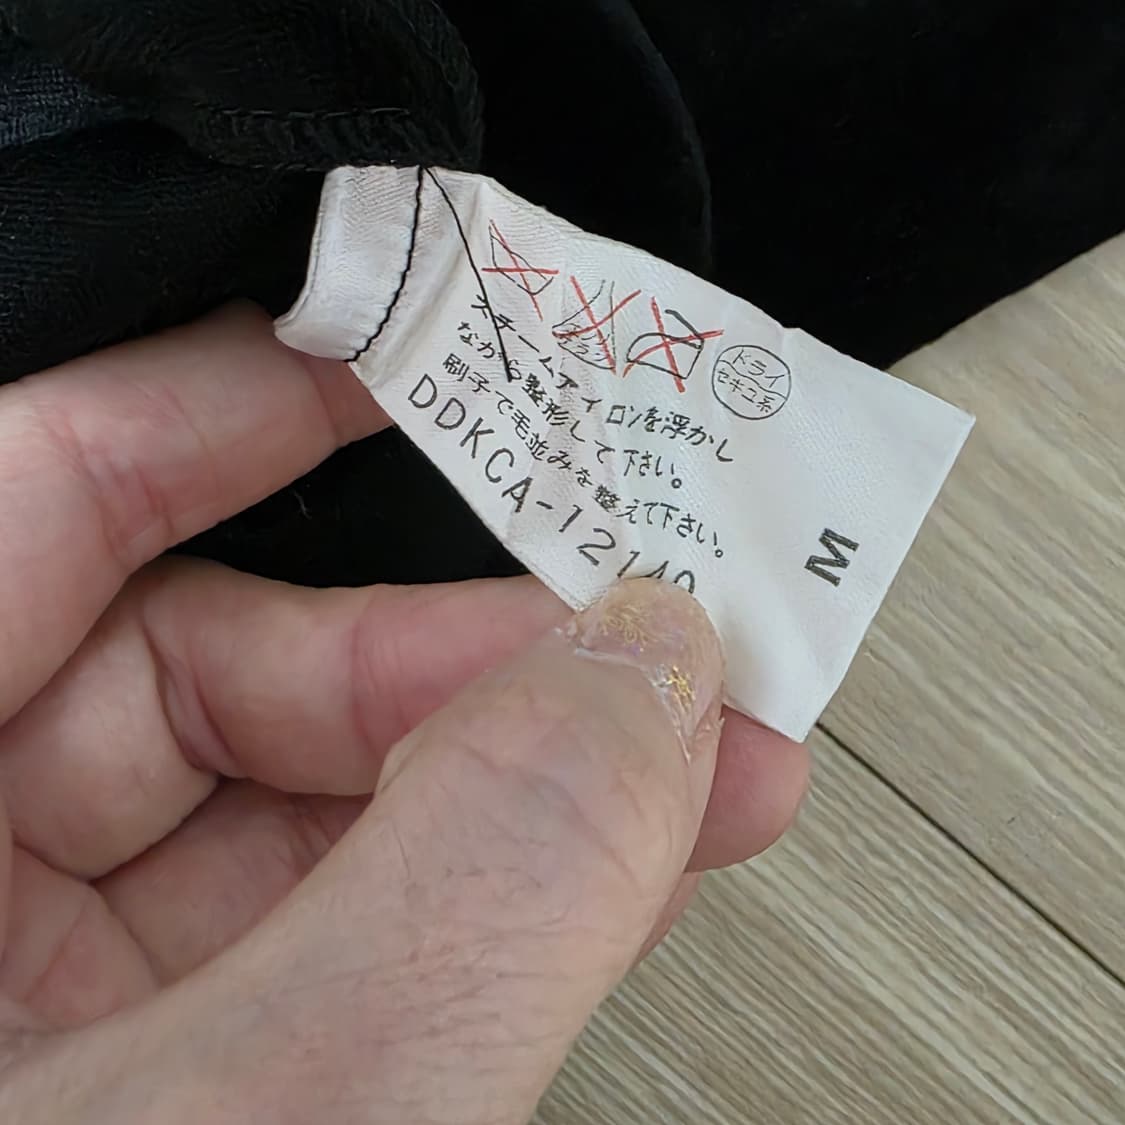 ドライ
セキユ系
スチームアイロンを浮かし
ながら整形して下さい。
刷子で毛並みを整えて下さい。
DDKCA-12140
M